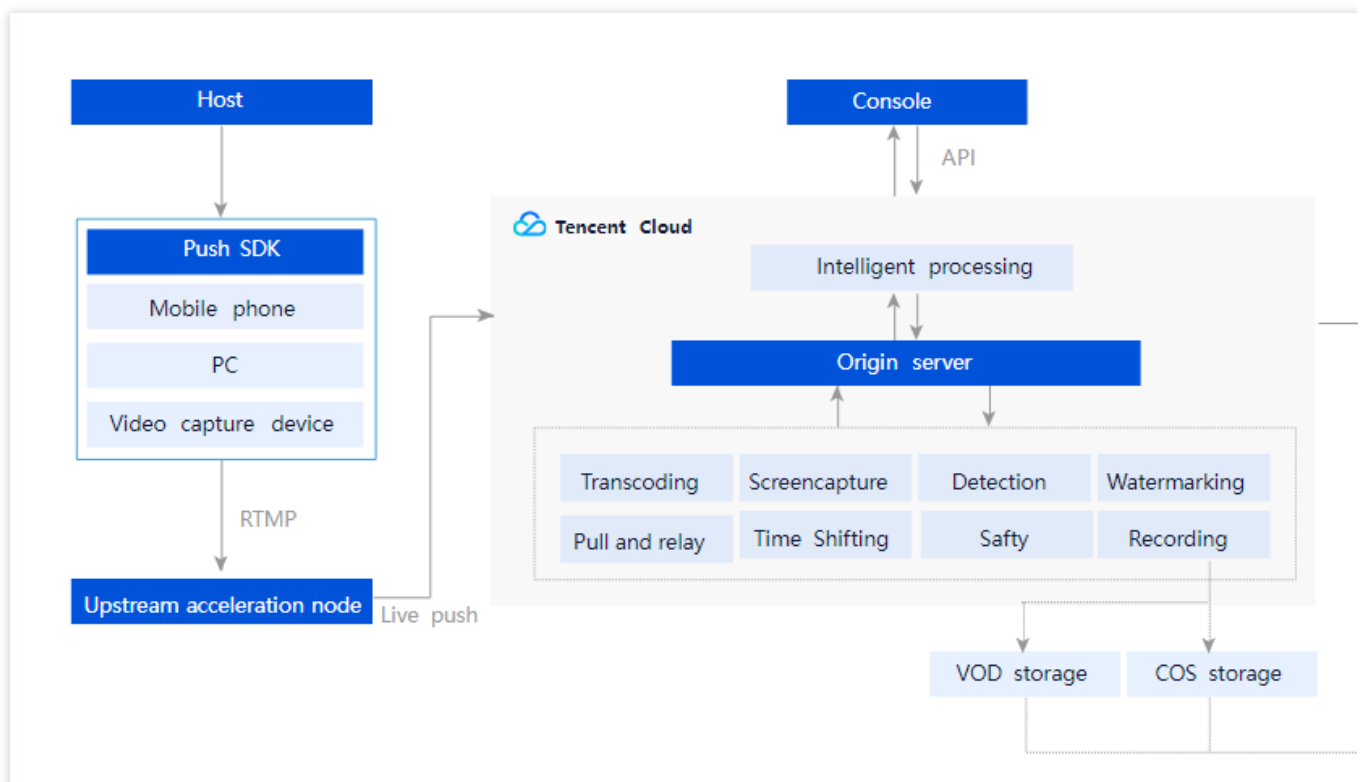 Host
Console
API
Tencent Cloud
Push SDK
Intelligent processing
Mobile phone
PC
Origin server
Video capture device
Transcoding
Screencapture
Detection
Watermarking
RTMP
Pull and relay
Time Shifting
Safty
Recording
Upstream acceleration node
Live push
VOD storage
COS storage